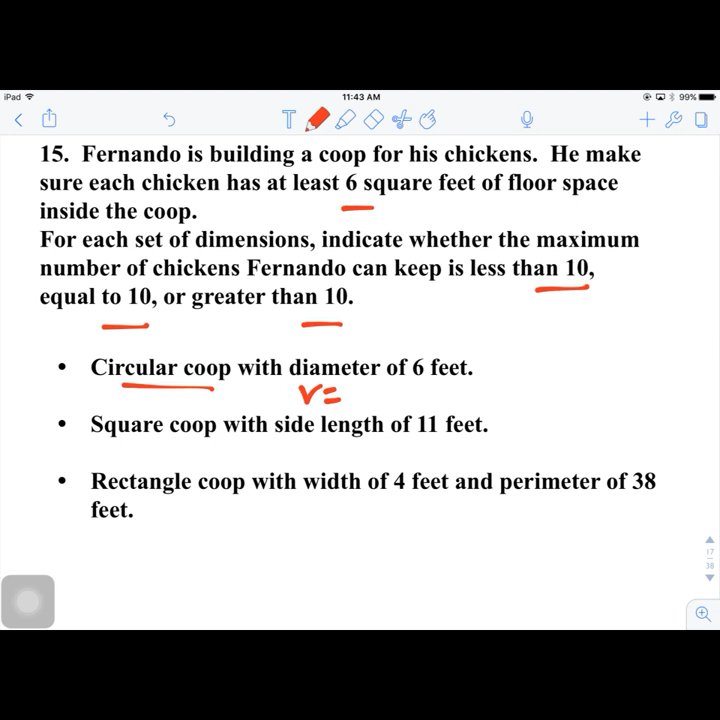 iPad 11:43 AM 99%
T
15. Fernando is building a coop for his chickens. He make
sure each chicken has at least 6 square feet of floor space
inside the coop.
For each set of dimensions, indicate whether the maximum
number of chickens Fernando can keep is less than 10,
equal to 10, or greater than 10.
• Circular coop with diameter of 6 feet.
r=
• Square coop with side length of 11 feet.
• Rectangle coop with width of 4 feet and perimeter of 38
feet.
17
38